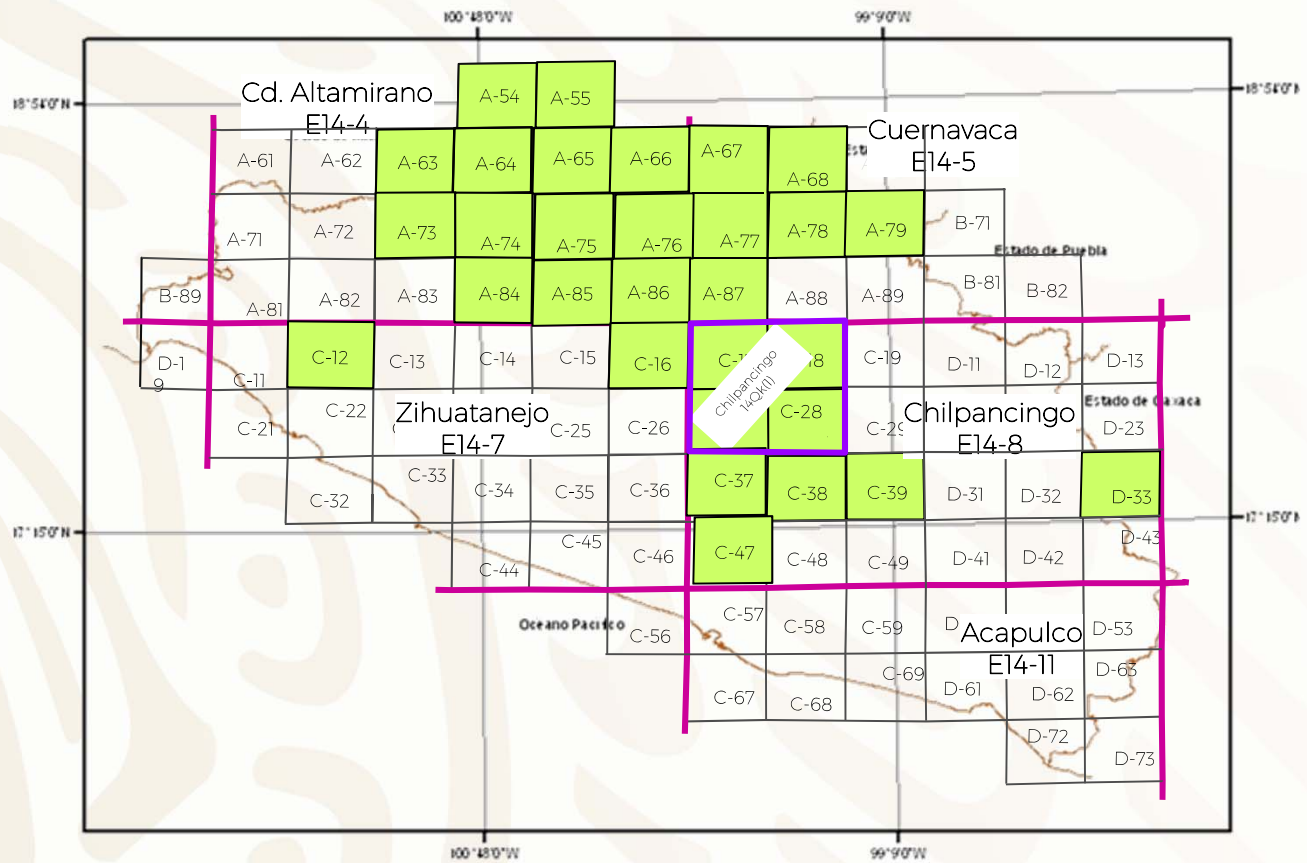 100°48'0"W
99°9'0"W
18°54'0"N
18°54'0"N
Cd. Altamirano
E14-4
A-54
A-55
Cuernavaca
E14-5
A-61
A-62
A-63
A-64
A-65
A-66
A-67
A-68
Est
A-71
A-72
A-73
A-74
A-75
A-76
A-77
A-78
A-79
B-71
Estado de Puebla
B-89
A-81
A-82
A-83
A-84
A-85
A-86
A-87
A-88
A-89
B-81
B-82
D-1
9
C-11
C-12
C-13
C-14
C-15
C-16
Chilpancingo
14Qk(1)
C-19
D-11
D-12
D-13
Estado de Oaxaca
C-21
C-22
Zihuatanejo
E14-7
C-25
C-26
C-28
C-29
Chilpancingo
E14-8
D-23
C-32
C-33
C-34
C-35
C-36
C-37
C-38
C-39
D-31
D-32
D-33
17°15'0"N
17°15'0"N
C-44
C-45
C-46
C-47
C-48
C-49
D-41
D-42
D-43
Oceano Pacifico
C-56
C-57
C-58
C-59
D
Acapulco
E14-11
D-53
C-67
C-68
C-69
D-61
D-62
D-63
D-72
D-73
100°48'0"W
99°9'0"W